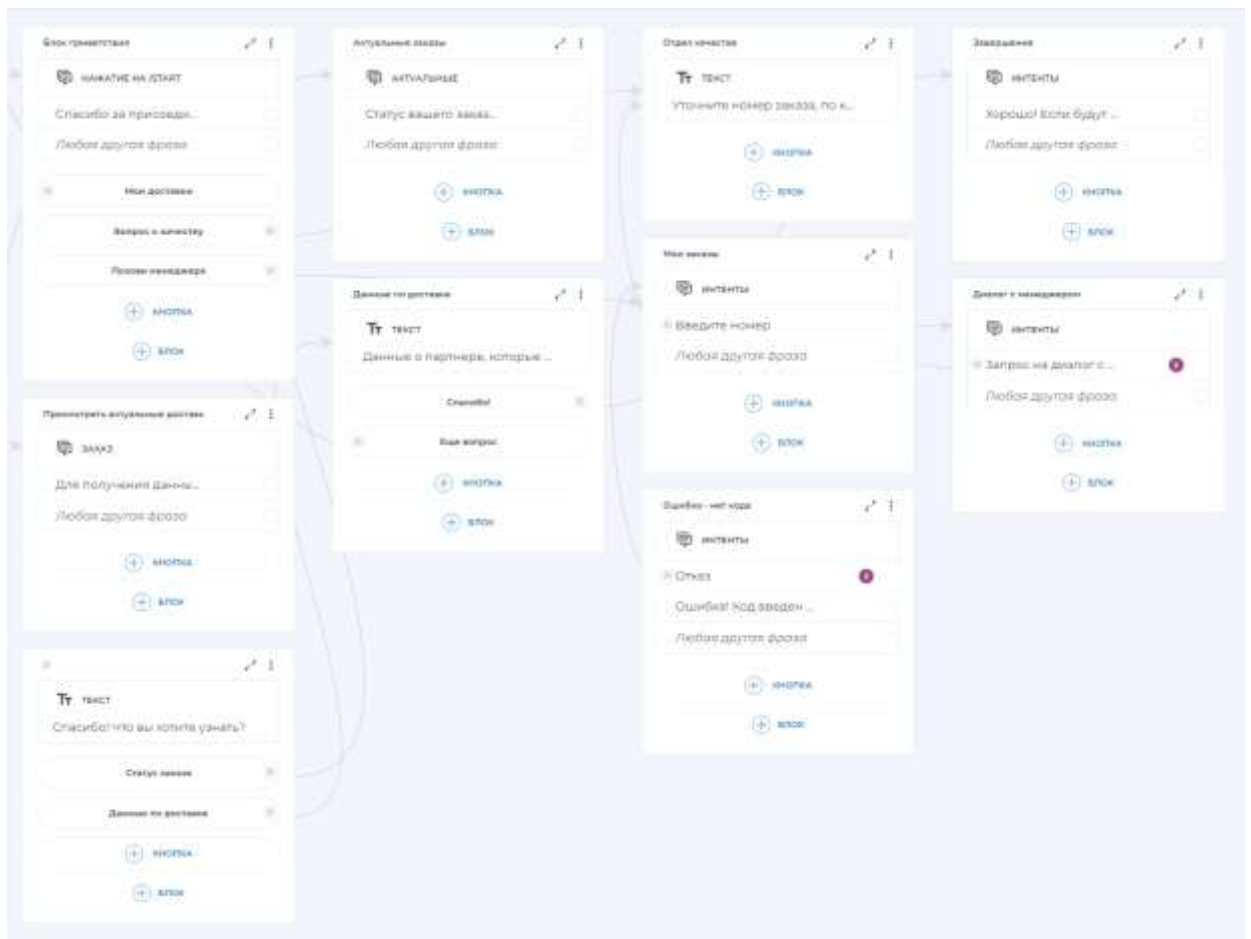 Блок приветствия
НАЖАТИЕ НА /START
Спасибо за присоеди...
Любая другая фраза
Мои доставки
Вопрос к качеству
Позови менеджера
КНОПКА
БЛОК
Просмотреть актуальные доставки
ЗАКАЗ
Для получения данны...
Любая другая фраза
КНОПКА
БЛОК
ТЕКСТ
Спасибо! Что вы хотите узнать?
Статус заказа
Данные по доставке
КНОПКА
БЛОК
Актуальные заказы
АКТУАЛЬНЫЕ
Статус вашего заказ...
Любая другая фраза
КНОПКА
БЛОК
Данные по доставке
ТЕКСТ
Данные о партнере, которые ...
Спасибо!
Еще вопрос
КНОПКА
БЛОК
Отдел качества
ТЕКСТ
Уточните номер заказа, по к...
КНОПКА
БЛОК
Мои заказы
ИНТЕНТЫ
Введите номер
Любая другая фраза
КНОПКА
БЛОК
Ошибка - нет кода
ИНТЕНТЫ
Отказ
Ошибка! Код введен ...
Любая другая фраза
КНОПКА
БЛОК
Завершение
ИНТЕНТЫ
Хорошо! Если будут ...
Любая другая фраза
КНОПКА
БЛОК
Диалог с менеджером
ИНТЕНТЫ
Запрос на диалог с ...
Любая другая фраза
КНОПКА
БЛОК